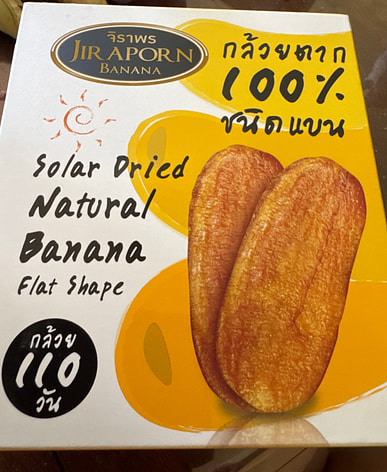 จิราพร
JIRAPORN
BANANA
กล้วยตาก
100%
ชนิดแบน
Solar Dried
Natural
Banana
Flat Shape
กล้วย
110
วัน